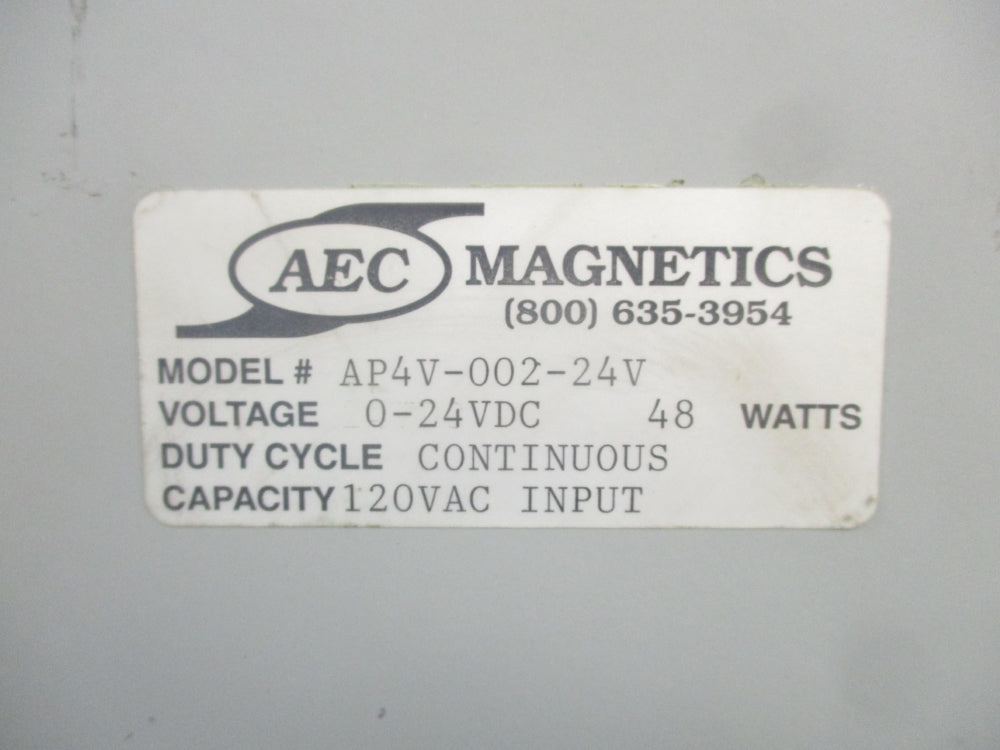 AEC MAGNETICS
(800) 635-3954
MODEL # AP4V-002-24V
VOLTAGE 0-24VDC 48 WATTS
DUTY CYCLE CONTINUOUS
CAPACITY 120VAC INPUT